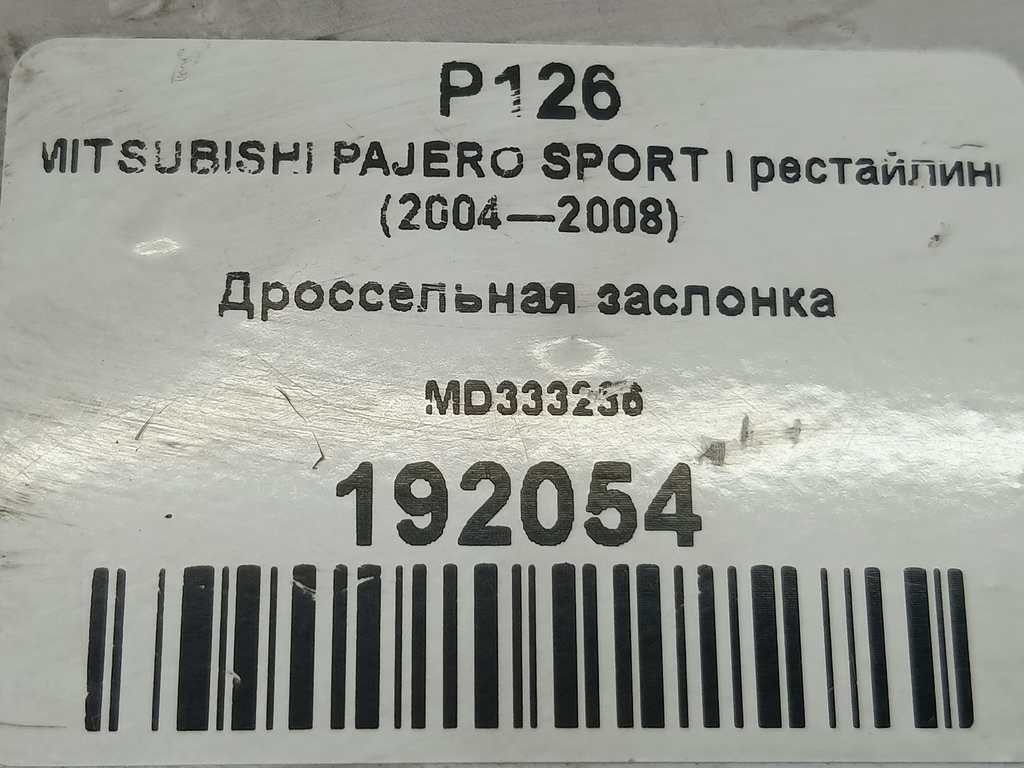 P126
MITSUBISHI PAJERO SPORT I рестайлинг
(2004—2008)
Дроссельная заслонка
MD333236
192054